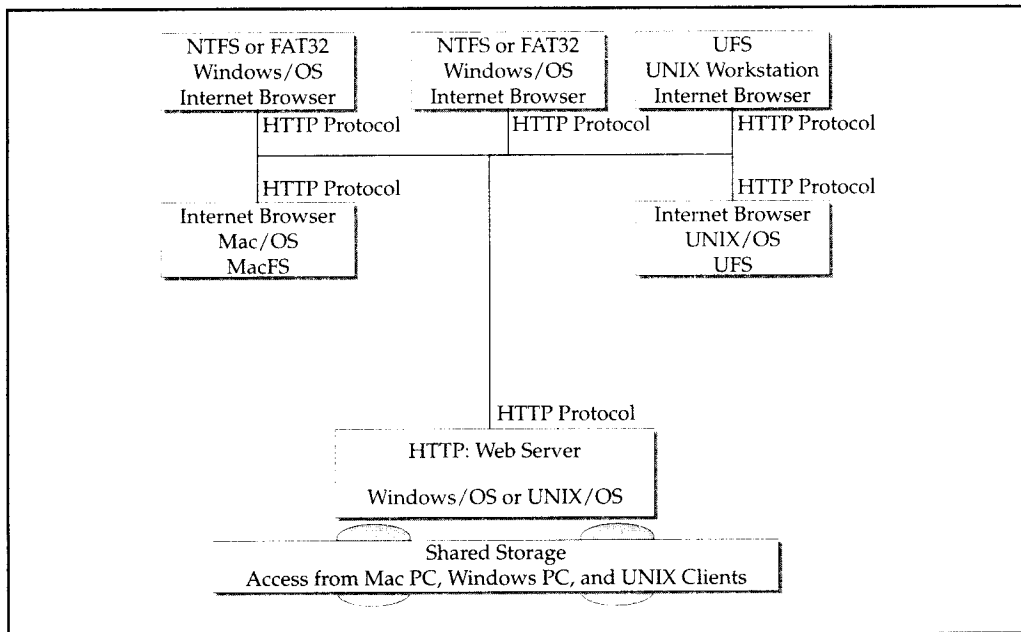 NTFS or FAT32
Windows/OS
Internet Browser
NTFS or FAT32
Windows/OS
Internet Browser
UFS
UNIX Workstation
Internet Browser
HTTP Protocol
HTTP Protocol
HTTP Protocol
HTTP Protocol
HTTP Protocol
Internet Browser
Mac/OS
MacFS
Internet Browser
UNIX/OS
UFS
HTTP Protocol
HTTP: Web Server
Windows/OS or UNIX/OS
Shared Storage
Access from Mac PC, Windows PC, and UNIX Clients